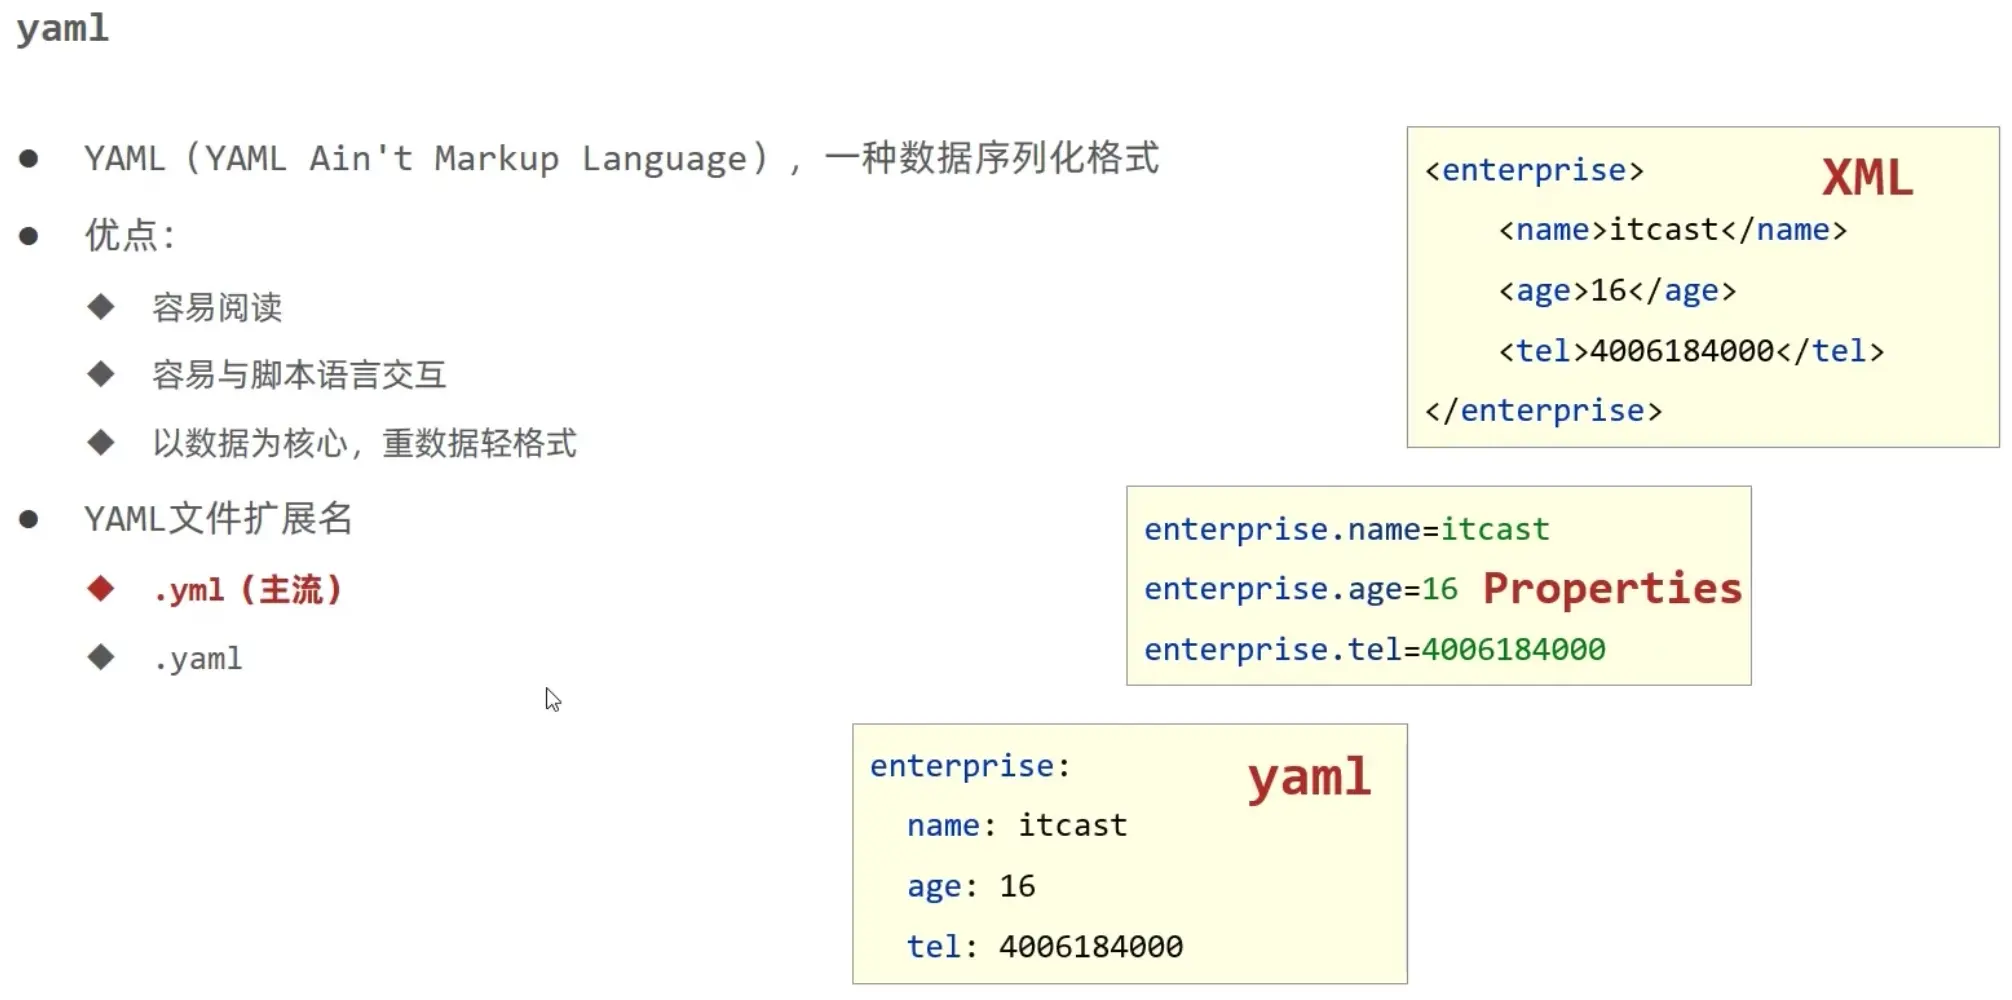 yaml
YAML（YAML Ain't Markup Language），一种数据序列化格式
优点：
容易阅读
容易与脚本语言交互
以数据为核心，重数据轻格式
YAML文件扩展名
.yml（主流）
.yaml
<enterprise>
XML
<name>itcast</name>
<age>16</age>
<tel>4006184000</tel>
</enterprise>
enterprise.name=itcast
enterprise.age=16
Properties
enterprise.tel=4006184000
enterprise:
yaml
name: itcast
age: 16
tel: 4006184000